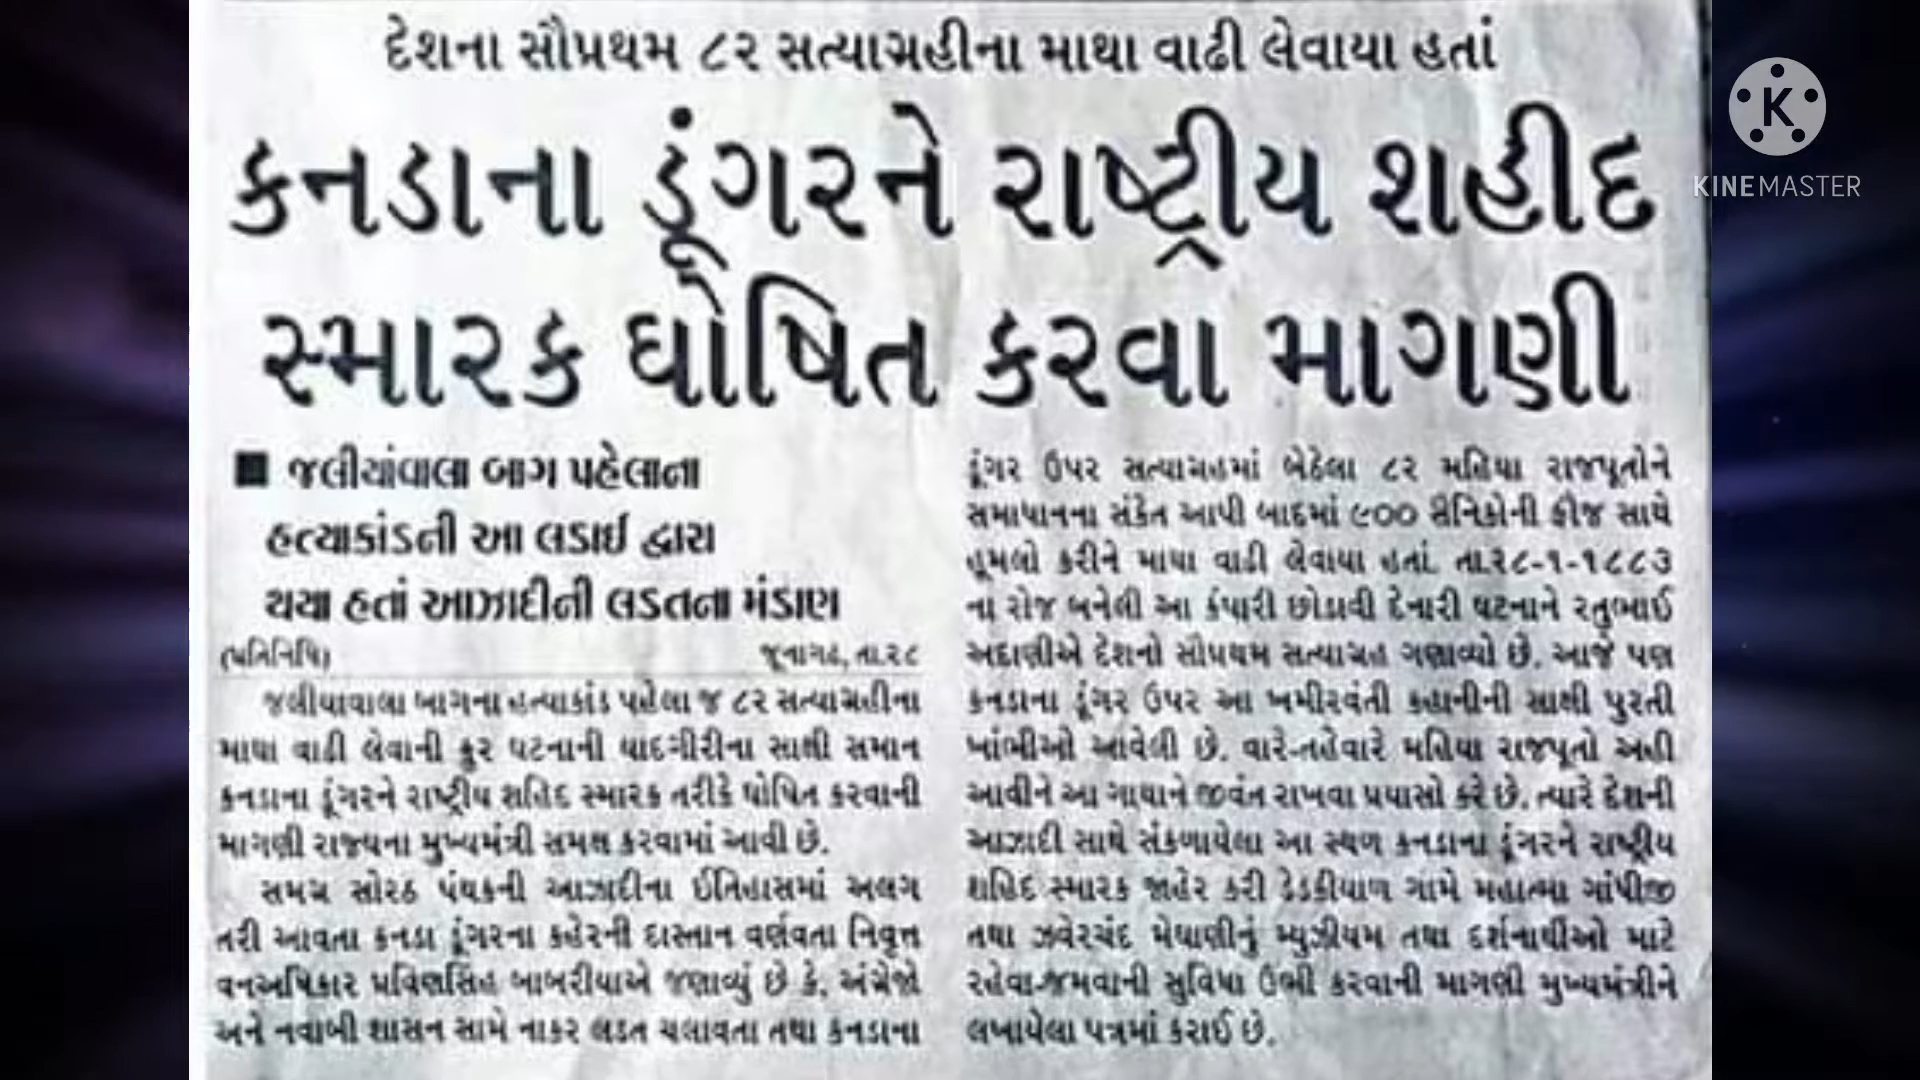 દેશના સૌપ્રથમ ૮૨ સત્યાગ્રહીના માથા વાઢી લેવાયા હતાં
કનડાના ડૂંગરને રાષ્ટ્રીય શહીદ
સ્મારક ઘોષિત કરવા માગણી
■ જલીયાંવાલા બાગ પહેલાના
હત્યાકાંડની આ લડાઈ દ્વારા
થયા હતાં આઝાદીની લડતના મંડાણ
(પ્રતિનિધિ) જૂનાગઢ, તા.૨૮
જલીયાવાલા બાગના હત્યાકાંડ પહેલા જ ૮૨ સત્યાગ્રહીના
માથા વાઢી લેવાની ક્રુર ઘટનાની યાદગીરીના સાક્ષી સમાન
કનડાના ડૂંગરને રાષ્ટ્રીય શહિદ સ્મારક તરીકે ઘોષિત કરવાની
માગણી રાજ્યના મુખ્યમંત્રી સમક્ષ કરવામાં આવી છે.
સમગ્ર સોરઠ પંથકની આઝાદીના ઈતિહાસમાં અલગ
તરી આવતા કનડા ડૂંગરના કહેરની દાસ્તાન વર્ણવતા નિવૃત્ત
વનઅધિકાર પ્રવિણસિંહ બાબરીયાએ જણાવ્યું છે કે, અંગ્રેજો
અને નવાબી શાસન સામે નાકર લડત ચલાવતા તથા કનડાના
ડૂંગર ઉપર સત્યાગ્રહમાં બેઠેલા ૮૨ મહિયા રાજપૂતોને
સમાધાનના સંકેત આપી બાદમાં ૯૦૦ સૈનિકોની ફોજ સાથે
હૂમલો કરીને માથા વાઢી લેવાયા હતાં. તા.૨૮-૧-૧૮૮૩
ના રોજ બનેલી આ કંપારી છોડાવી દેનારી ઘટનાને રતુભાઈ
અદાણીએ દેશનો સૌપ્રથમ સત્યાગ્રહ ગણાવ્યો છે. આજે પણ
કનડાના ડૂંગર ઉપર આ ખમીરવંતી કહાનીની સાક્ષી પુરતી
ખાંભીઓ આવેલી છે. વારે-તહેવારે મહિયા રાજપૂતો અહી
આવીને આ ગાથાને જીવંત રાખવા પ્રયાસો કરે છે. ત્યારે દેશની
આઝાદી સાથે સંકળાયેલા આ સ્થળ કનડાના ડૂંગરને રાષ્ટ્રીય
શહિદ સ્મારક જાહેર કરી ડેડકીયાળ ગામે મહાત્મા ગાંધીજી
તથા ઝવેરચંદ મેઘાણીનું મ્યુઝીયમ તથા દર્શનાર્થીઓ માટે
રહેવા-જમવાની સુવિધા ઉભી કરવાની માગણી મુખ્યમંત્રીને
લખાયેલા પત્રમાં કરાઈ છે.
K
KINEMASTER